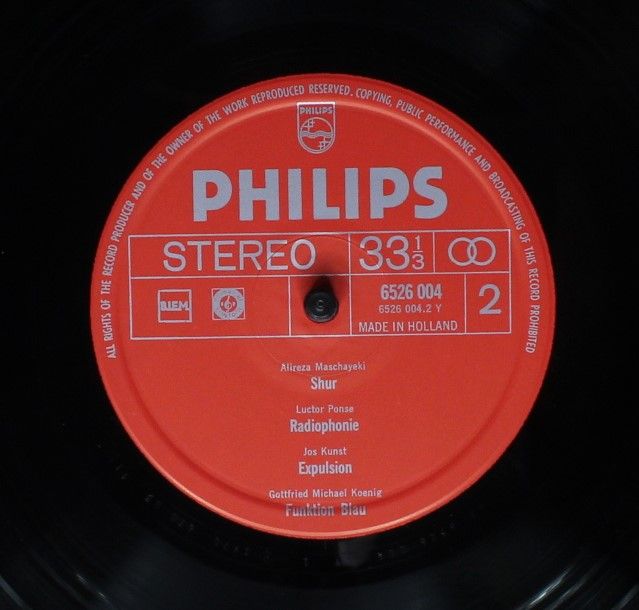 ALL RIGHTS OF THE RECORD PRODUCER AND OF THE OWNER OF THE WORK REPRODUCED RESERVED. COPYING, PUBLIC PERFORMANCE AND BROADCASTING OF THIS RECORD PROHIBITED
PHILIPS
PHILIPS
STEREO 33 1/3
B.I.E.M.
6526 004
6526 004.2 Y
MADE IN HOLLAND
2
Alireza Maschayeki
Shur
Luctor Ponse
Radiophonie
Jos Kunst
Expulsion
Gottfried Michael Koenig
Funktion Blau